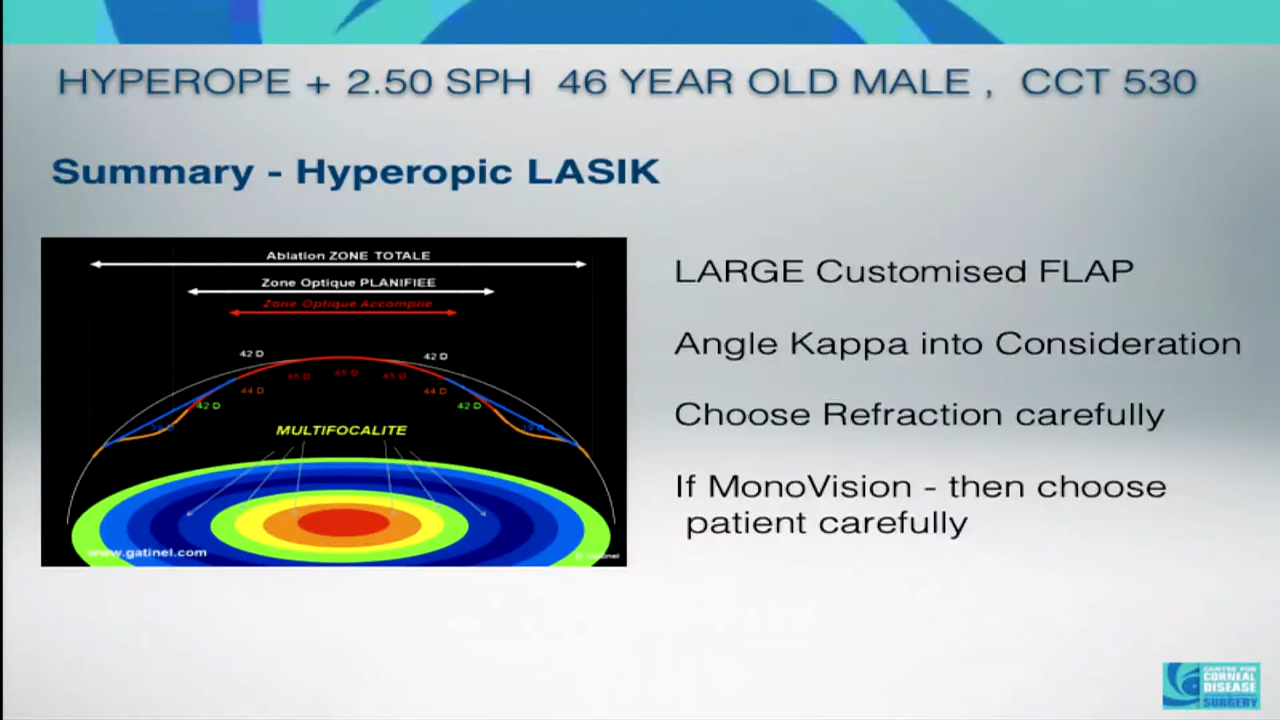 HYPEROPE + 2.50 SPH 46 YEAR OLD MALE , CCT 530
Summary - Hyperopic LASIK
Ablation ZONE TOTALE
Zone Optique PLANIFIEE
Zone Optique Accomplie
42 D 42 D
44 D 44 D
42 D 42 D
MULTIFOCALITE
www.gatinel.com
LARGE Customised FLAP
Angle Kappa into Consideration
Choose Refraction carefully
If MonoVision - then choose
patient carefully
CENTRE FOR
CORNEAL
DISEASE
SURGERY